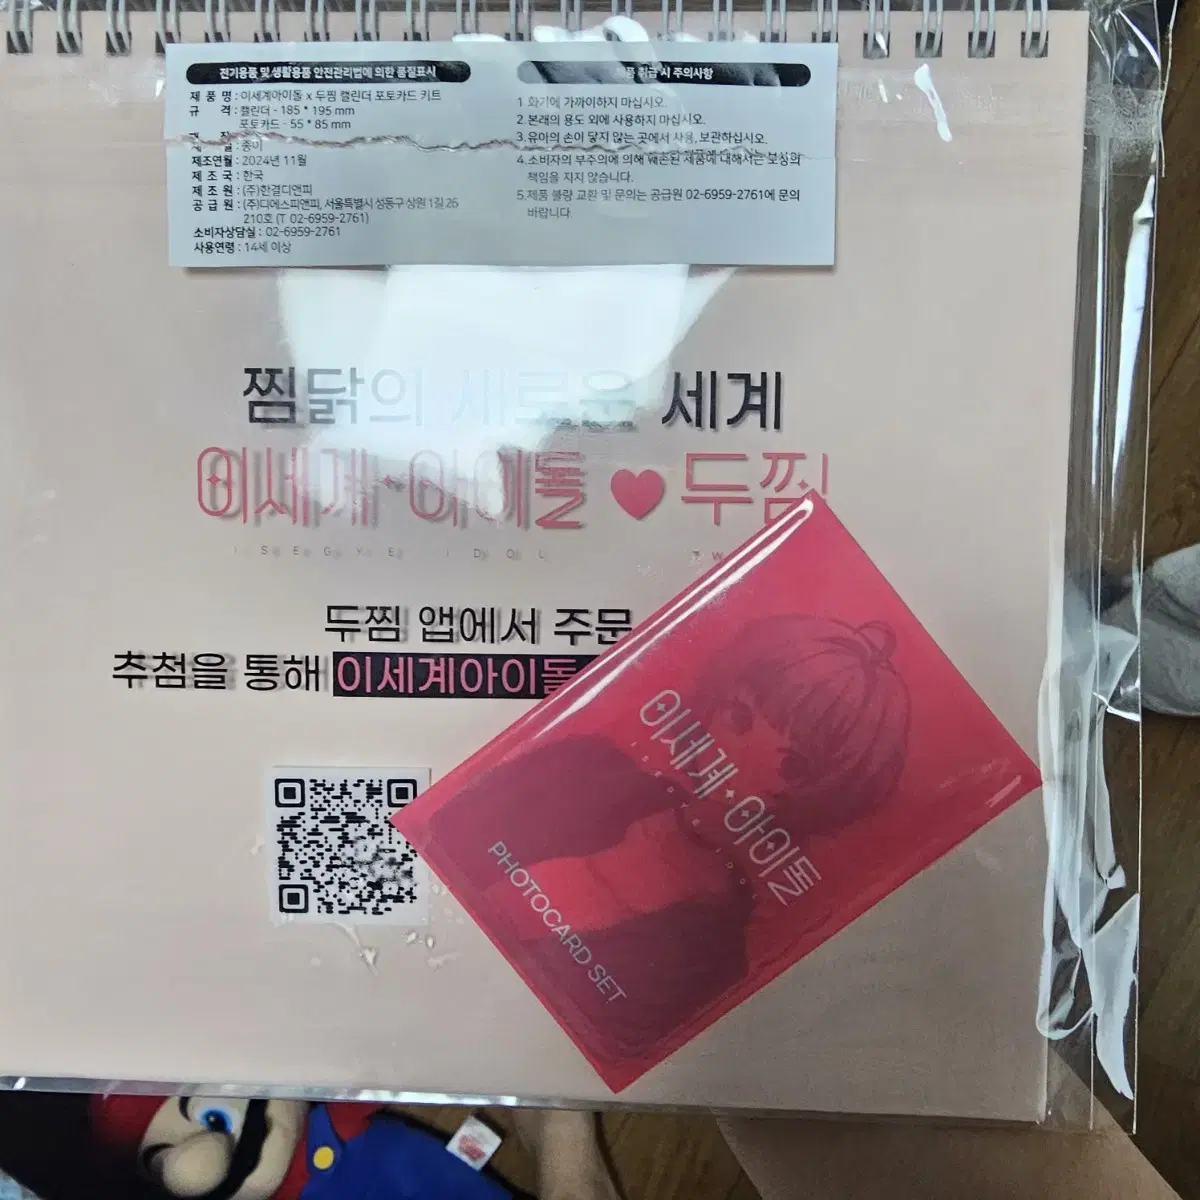 전기용품 및 생활용품 안전관리법에 의한 품질표시
제 품 명 : 이세계아이돌 x 두찜 캘린더 포토카드 키트
규 격 : 캘린더 - 185 * 195 mm
포토카드 - 55 * 85 mm
재 질 : 종이
제조연월 : 2024년 11월
제 조 국 : 한국
제 조 원 : (주)한결디앤피
공 급 원 : (주)디에스피앤피, 서울특별시 성동구 상원 1길 26
210호 (T 02-6959-2761)
소비자상담실 : 02-6959-2761
사용연령 : 14세 이상
제품 취급 시 주의사항
1 화기에 가까이하지 마십시오.
2.본래의 용도 외에 사용하지 마십시오.
3.유아의 손이 닿지 않는 곳에서 사용, 보관하십시오.
4.소비자의 부주의에 의해 훼손된 제품에 대해서는 보상의
책임을 지지 않습니다.
5.제품 불량 교환 및 문의는 공급원 02-6959-2761에 문의
바랍니다.
찜닭의 새로운 세계
이세계아이돌 ♥ 두찜
ISEGYE IDOL
두찜 앱에서 주문
추첨을 통해 이세계아이돌
이세계아이돌
ISEGYE IDOL
PHOTOCARD SET